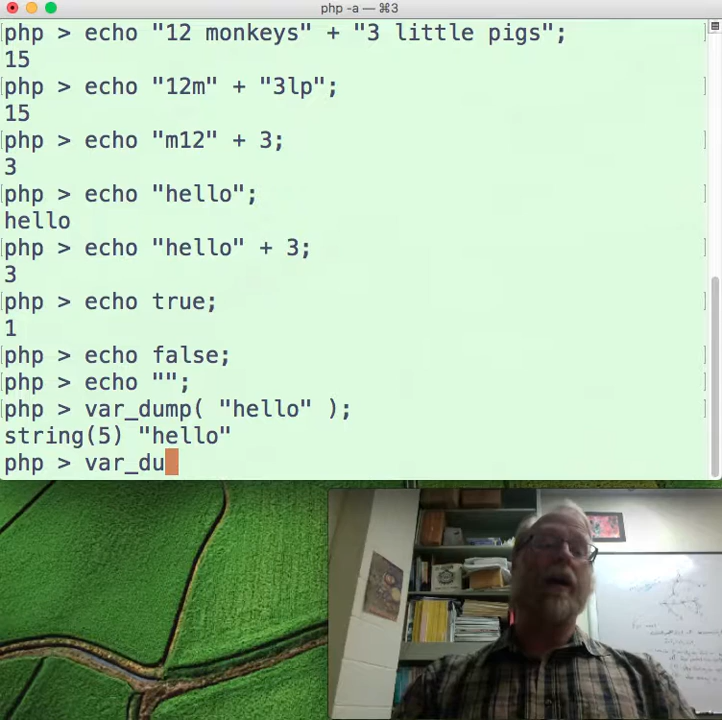 php -a — ⌘3
php > echo "12 monkeys" + "3 little pigs";
15
php > echo "12m" + "3lp";
15
php > echo "m12" + 3;
3
php > echo "hello";
hello
php > echo "hello" + 3;
3
php > echo true;
1
php > echo false;
php > echo "";
php > var_dump( "hello" );
string(5) "hello"
php > var_du